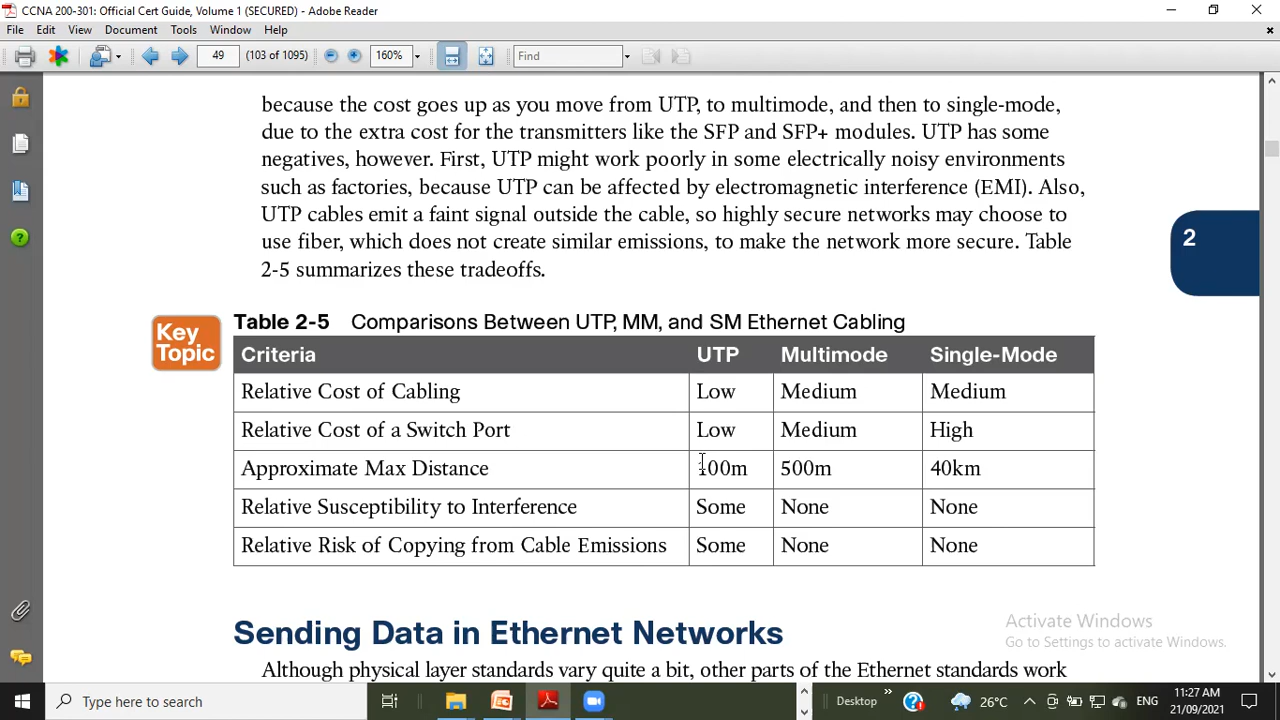 CCNA 200-301: Official Cert Guide, Volume 1 (SECURED) - Adobe Reader
File Edit View Document Tools Window Help
49 (103 of 1095) 160% Find
because the cost goes up as you move from UTP, to multimode, and then to single-mode,
due to the extra cost for the transmitters like the SFP and SFP+ modules. UTP has some
negatives, however. First, UTP might work poorly in some electrically noisy environments
such as factories, because UTP can be affected by electromagnetic interference (EMI). Also,
UTP cables emit a faint signal outside the cable, so highly secure networks may choose to
use fiber, which does not create similar emissions, to make the network more secure. Table
2-5 summarizes these tradeoffs.
2
Key
Topic
Table 2-5 Comparisons Between UTP, MM, and SM Ethernet Cabling
Criteria UTP Multimode Single-Mode
Relative Cost of Cabling Low Medium Medium
Relative Cost of a Switch Port Low Medium High
Approximate Max Distance 100m 500m 40km
Relative Susceptibility to Interference Some None None
Relative Risk of Copying from Cable Emissions Some None None
Sending Data in Ethernet Networks
Although physical layer standards vary quite a bit, other parts of the Ethernet standards work
Activate Windows
Go to Settings to activate Windows.
Type here to search
Desktop
26°C
ENG
11:27 AM
21/09/2021